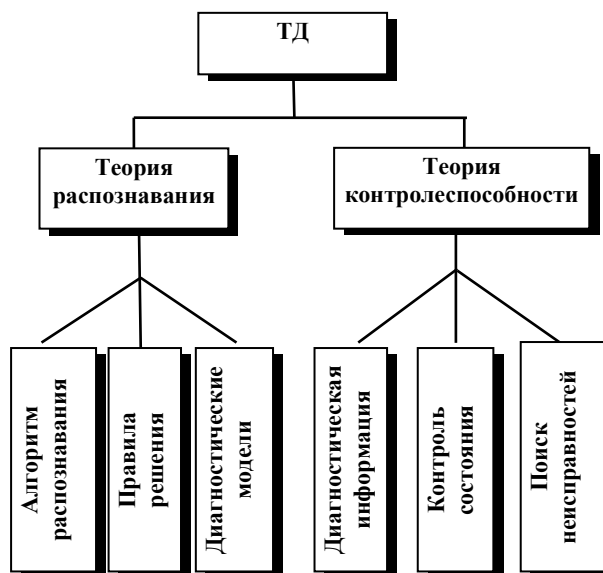 ТД
Теория
распознавания
Теория
контролеспособности
Алгоритм
распознавания
Правила
решения
Диагностические
модели
Диагностическая
информация
Контроль
состояния
Поиск
неисправностей